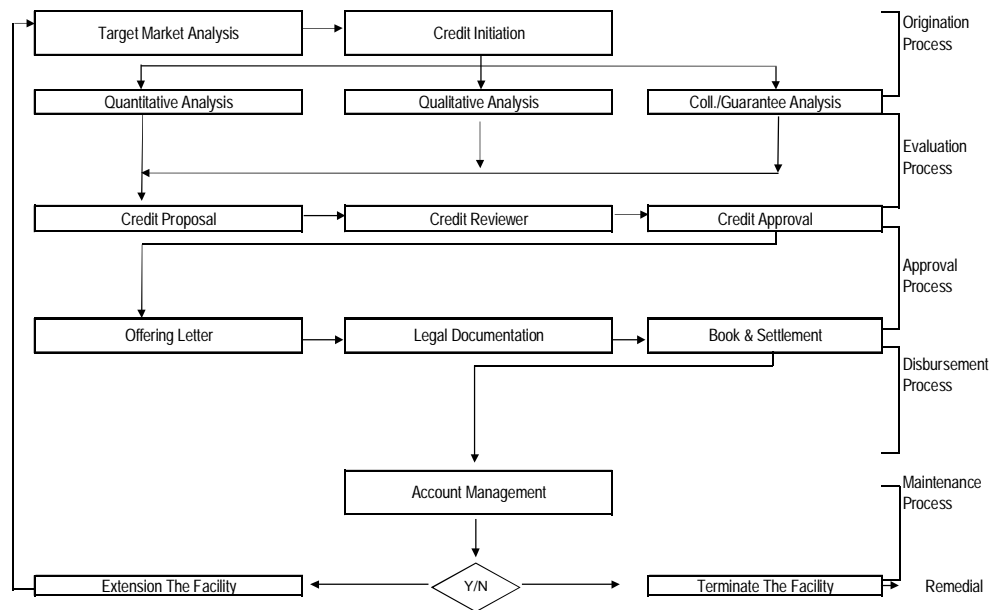 Target Market Analysis
Credit Initiation
Origination
Process
Quantitative Analysis
Qualitative Analysis
Coll./Guarantee Analysis
Evaluation
Process
Credit Proposal
Credit Reviewer
Credit Approval
Approval
Process
Offering Letter
Legal Documentation
Book & Settlement
Disbursement
Process
Account Management
Maintenance
Process
Extension The Facility
Y/N
Terminate The Facility
Remedial